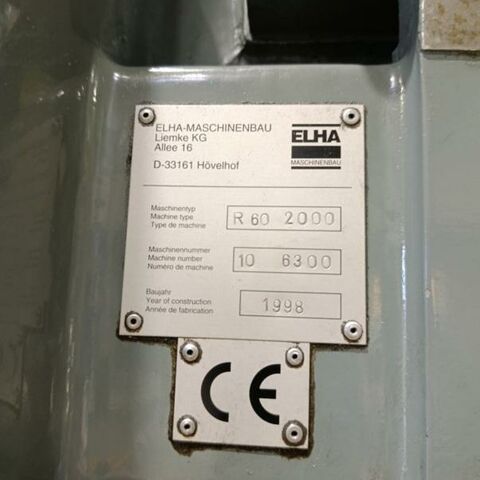 ELHA-MASCHINENBAU
Liemke KG
Allee 16
D-33161 Hövelhof
ELHA
MASCHINENBAU
Maschinentyp
Machine type
Type de machine
R 60 2000
Maschinennummer
Machine number
Numéro de machine
10 6300
Baujahr
Year of construction
Année de fabrication
1998
CE